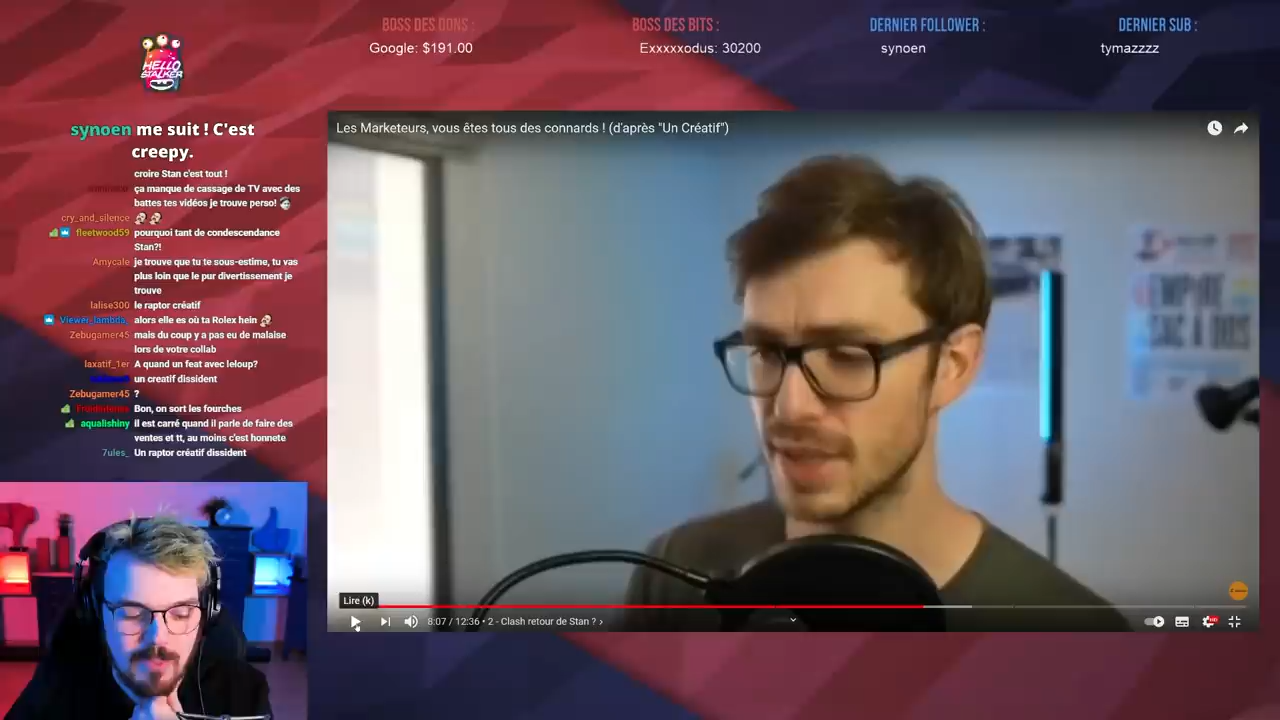 BOSS DES DONS :
Google: $191.00
BOSS DES BITS :
Exxxxxodus: 30200
DERNIER FOLLOWER :
synoen
DERNIER SUB :
tymazzzz
HELLO
STALKER
synoen me suit ! C'est
creepy.
croire Stan c'est tout !
ça manque de cassage de TV avec des
battes tes vidéos je trouve perso!
cry_and_silence
fleetwood59 pourquoi tant de condescendance
Stan?!
Amycale je trouve que tu te sous-estime, tu vas
plus loin que le pur divertissement je
trouve
lalise300 le raptor créatif
Viewer-lambda_ alors elle es où ta Rolex hein
Zebugamer45 mais du coup y a pas eu de malaise
lors de votre collab
laxatif_1er A quand un feat avec leloup?
un creatif dissident
Zebugamer45 ?
Bon, on sort les fourches
aqualishiny il est carré quand il parle de faire des
ventes et tt, au moins c'est honnete
7ules_ Un raptor créatif dissident
Les Marketeurs, vous êtes tous des connards ! (d'après "Un Créatif")
EMPIRE
SAC À DOS
Lire (k)
8:07 / 12:36 • 2 - Clash retour de Stan ? ›